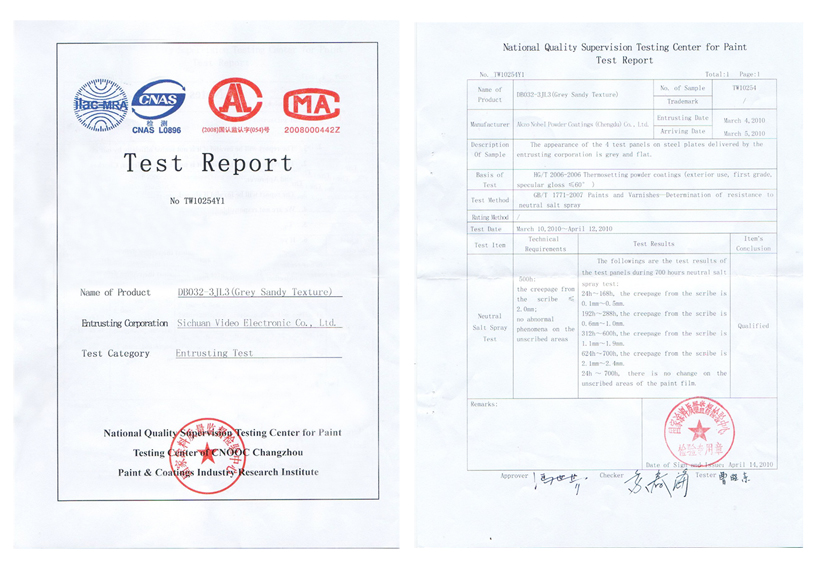 ilac-MRA
CNAS
检 测
CNAS L0896
AL
(2008)国认监认字(054)号
MA
2008000442Z
Test Report
No TW10254Y1
Name of Product DB032-3JL3(Grey Sandy Texture)
Entrusting Corporation Sichuan Video Electronic Co., Ltd.
Test Category Entrusting Test
National Quality Supervision Testing Center for Paint
Testing Center of CNOOC Changzhou
Paint & Coatings Industry Research Institute
National Quality Supervision Testing Center for Paint
Test Report
No. TW10254Y1 Total:1 Page:1
Name of Product DB032-3JL3(Grey Sandy Texture) No. of Sample TW10254
Trademark /
Manufacturer Akzo Nobel Powder Coatings (Chengdu) Co., Ltd. Entrusting Date March 4,2010
Arriving Date March 5,2010
Description Of Sample The appearance of the 4 test panels on steel plates delivered by the
entrusting corporation is grey and flat.
Basis of Test HG/T 2006-2006 Thermosetting powder coatings (exterior use, first grade,
specular gloss ≤60° )
Test Method GB/T 1771-2007 Paints and Varnishes-Determination of resistance to
neutral salt spray
Rating Method /
Test Date March 10,2010~April 12,2010
Test Item Technical Requirements Test Results Item's Conclusion
Neutral
Salt Spray
Test
500h:
the creepage from
the scribe ≤
2.0mm;
no abnormal
phenomena on the
unscribed areas
The followings are the test results of
the test panels during 700 hours neutral salt
spray test:
24h~168h, the creepage from the scribe is
0.1mm~0.5mm.
192h~288h, the creepage from the scribe is
0.6mm~1.0mm.
312h~600h, the creepage from the scribe is
1.1mm~1.9mm.
624h~700h, the creepage from the scribe is
2.1mm~2.4mm.
24h ~ 700h, there is no change on the
unscribed areas of the paint film.
Qualified
Remarks:
检验专用章
Date of Sign and Issue: April 14,2010
Approver Checker Tester